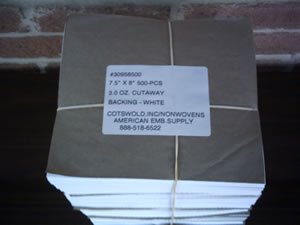 #30958500
7.5" X 8" 500-PCS
2.0 OZ. CUTAWAY
BACKING - WHITE
COTSWOLD,INC/NONWOVENS
AMERICAN EMB.SUPPLY
888-518-6522